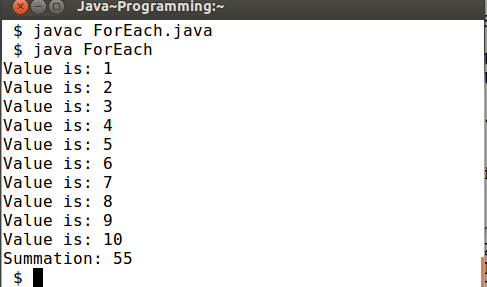 Java~Programming:~
$ javac ForEach.java
$ java ForEach
Value is: 1
Value is: 2
Value is: 3
Value is: 4
Value is: 5
Value is: 6
Value is: 7
Value is: 8
Value is: 9
Value is: 10
Summation: 55
$